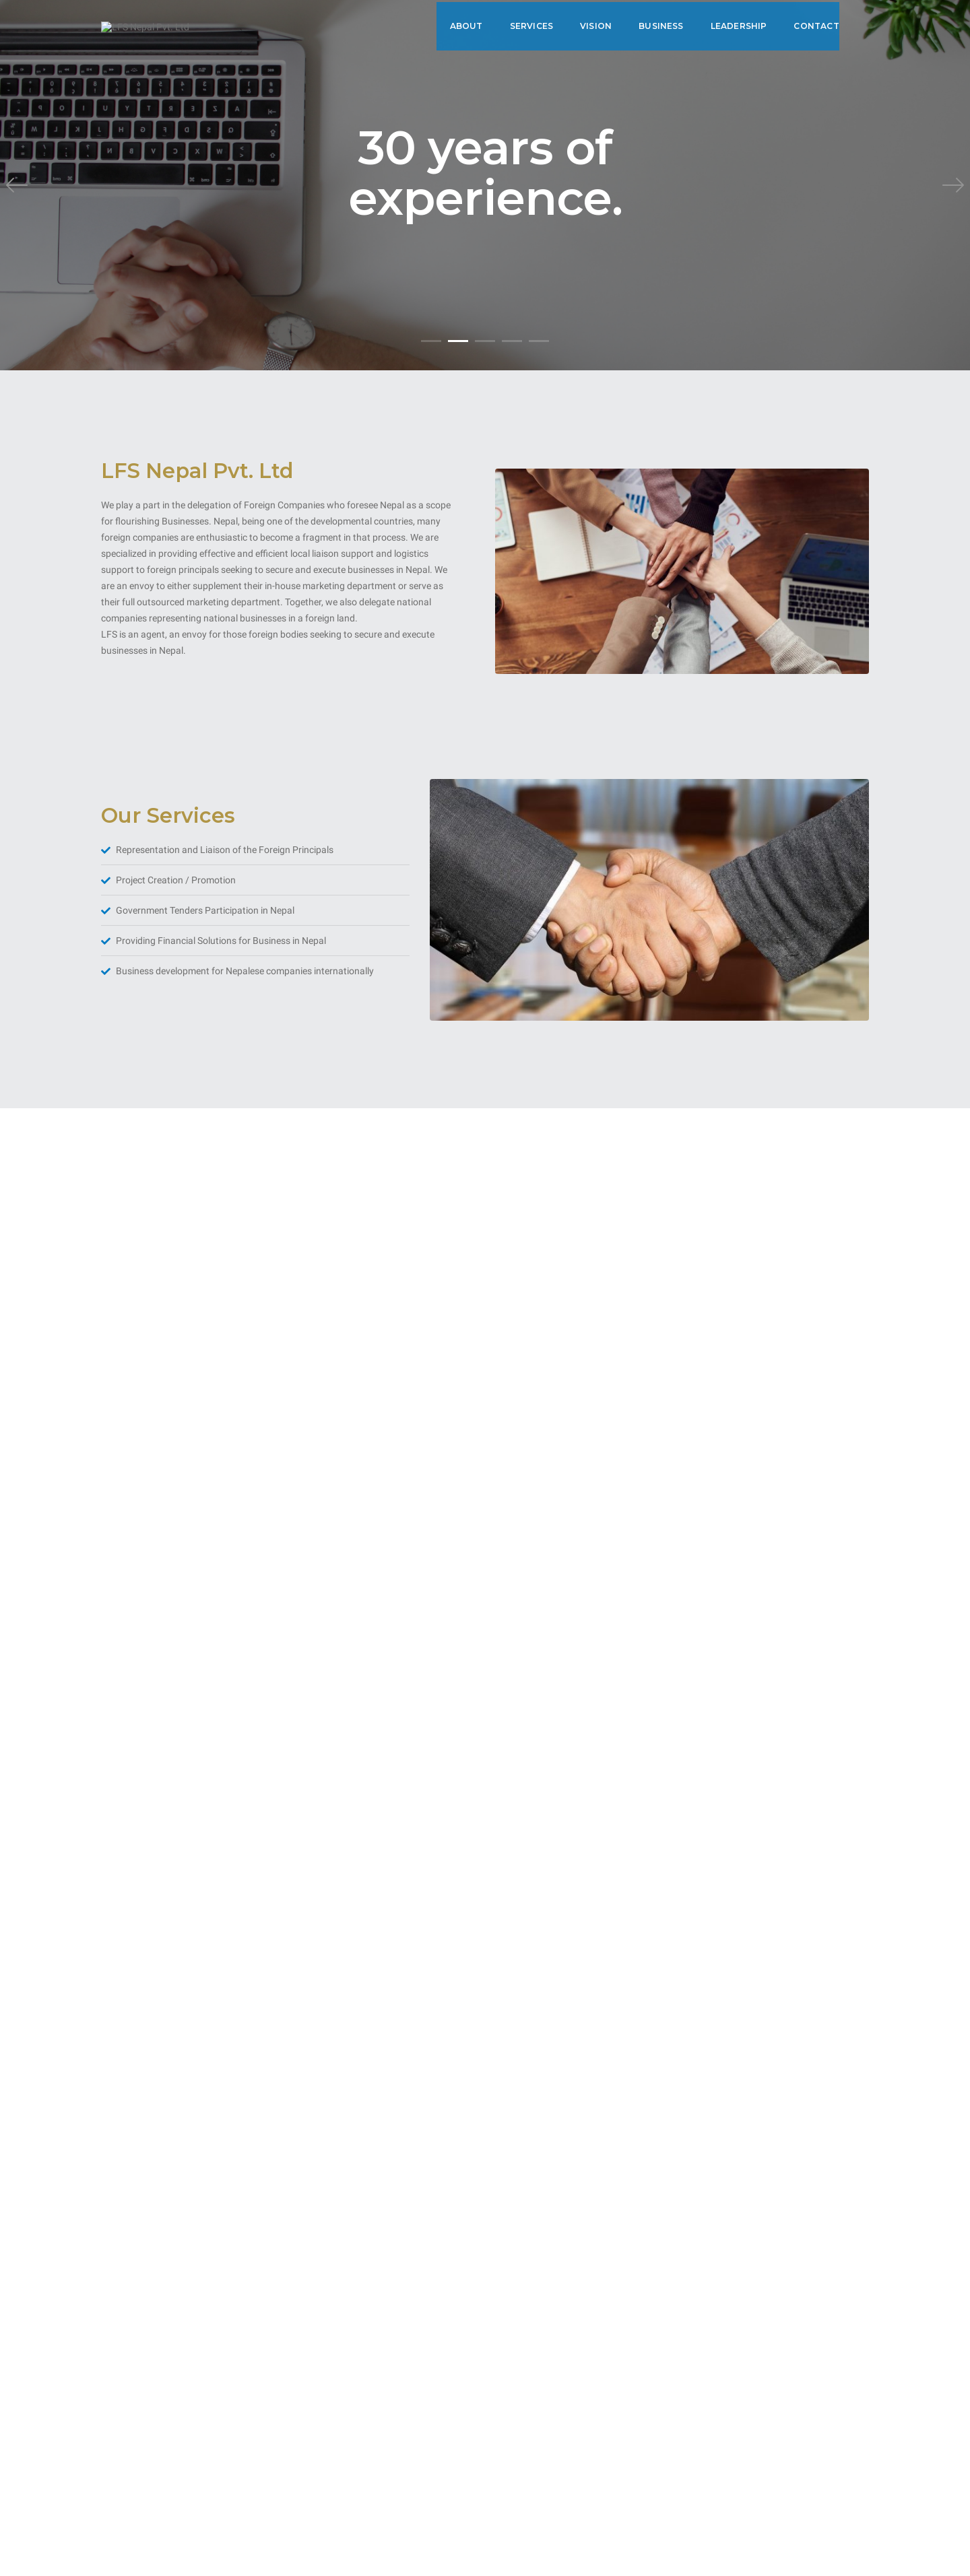 LFS Nepal Pvt. Ltd
ABOUT SERVICES VISION BUSINESS LEADERSHIP CONTACT
30 years of
experience.
LFS Nepal Pvt. Ltd
We play a part in the delegation of Foreign Companies who foresee Nepal as a scope
for flourishing Businesses. Nepal, being one of the developmental countries, many
foreign companies are enthusiastic to become a fragment in that process. We are
specialized in providing effective and efficient local liaison support and logistics
support to foreign principals seeking to secure and execute businesses in Nepal. We
are an envoy to either supplement their in-house marketing department or serve as
their full outsourced marketing department. Together, we also delegate national
companies representing national businesses in a foreign land.
LFS is an agent, an envoy for those foreign bodies seeking to secure and execute
businesses in Nepal.
Our Services
Representation and Liaison of the Foreign Principals
Project Creation / Promotion
Government Tenders Participation in Nepal
Providing Financial Solutions for Business in Nepal
Business development for Nepalese companies internationally